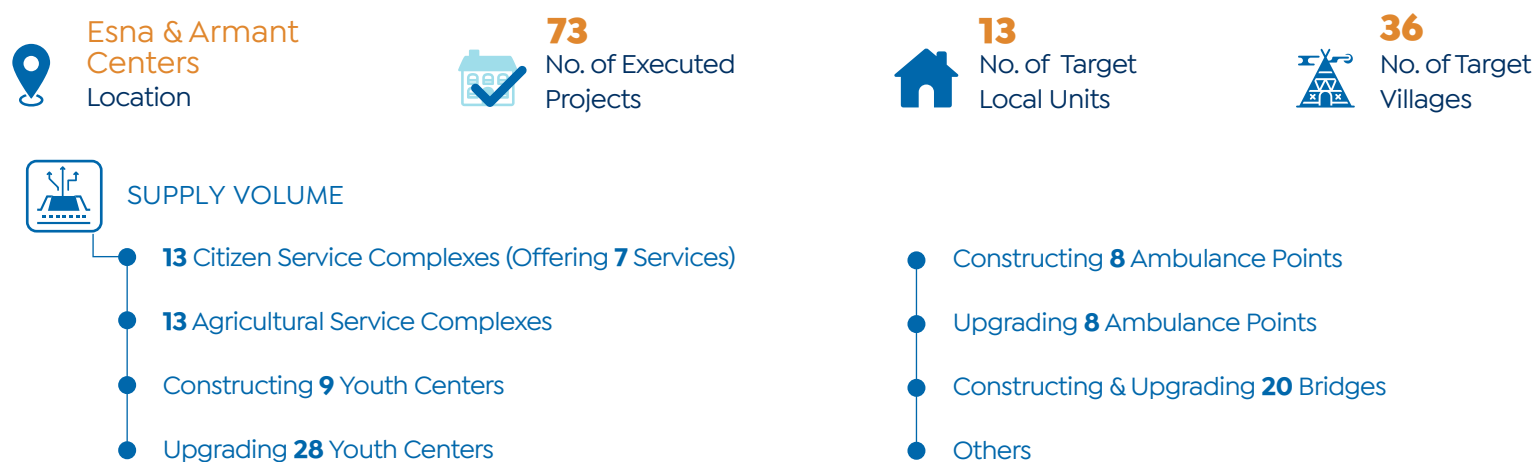 Esna & Armant
Centers
Location
73
No. of Executed
Projects
13
No. of Target
Local Units
36
No. of Target
Villages
SUPPLY VOLUME
13 Citizen Service Complexes (Offering 7 Services)
13 Agricultural Service Complexes
Constructing 9 Youth Centers
Upgrading 28 Youth Centers
Constructing 8 Ambulance Points
Upgrading 8 Ambulance Points
Constructing & Upgrading 20 Bridges
Others